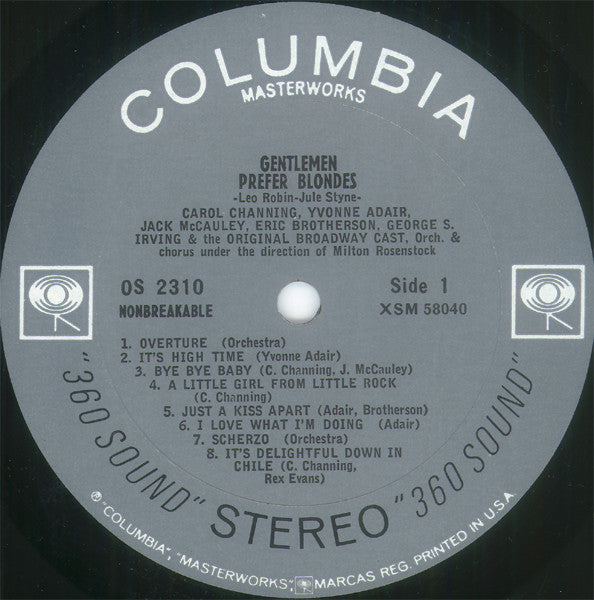 COLUMBIA
MASTERWORKS
GENTLEMEN
PREFER BLONDES
-Leo Robin-Jule Styne-
CAROL CHANNING, YVONNE ADAIR,
JACK McCAULEY, ERIC BROTHERSON, GEORGE S.
IRVING & the ORIGINAL BROADWAY CAST, Orch. &
chorus under the direction of Milton Rosenstock
OS 2310
Side 1
NONBREAKABLE
XSM 58040
1. OVERTURE (Orchestra)
2. IT'S HIGH TIME (Yvonne Adair)
3. BYE BYE BABY (C. Channing, J. McCauley)
4. A LITTLE GIRL FROM LITTLE ROCK
(C. Channing)
5. JUST A KISS APART (Adair, Brotherson)
6. I LOVE WHAT I'M DOING (Adair)
7. SCHERZO (Orchestra)
8. IT'S DELIGHTFUL DOWN IN
CHILE (C. Channing,
Rex Evans)
"360 SOUND" STEREO "360 SOUND"
® "COLUMBIA", "MASTERWORKS", MARCAS REG. PRINTED IN U.S.A.